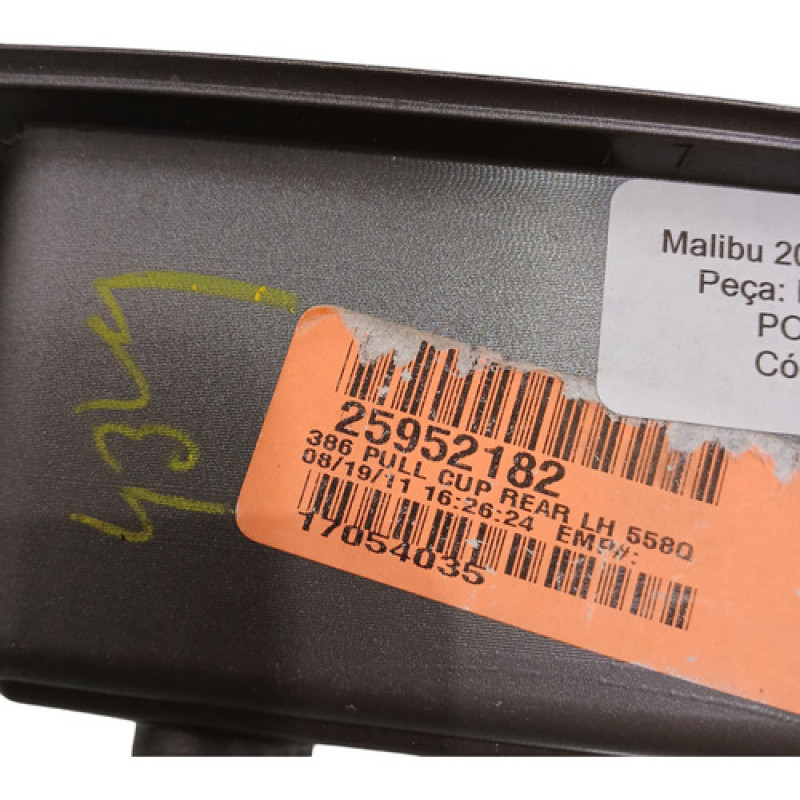 Malibu 20
Peça:
PO
Có
25952182
386 PULL CUP REAR LH 558Q
08/19/11 16:26:24 EMP#:
17054035